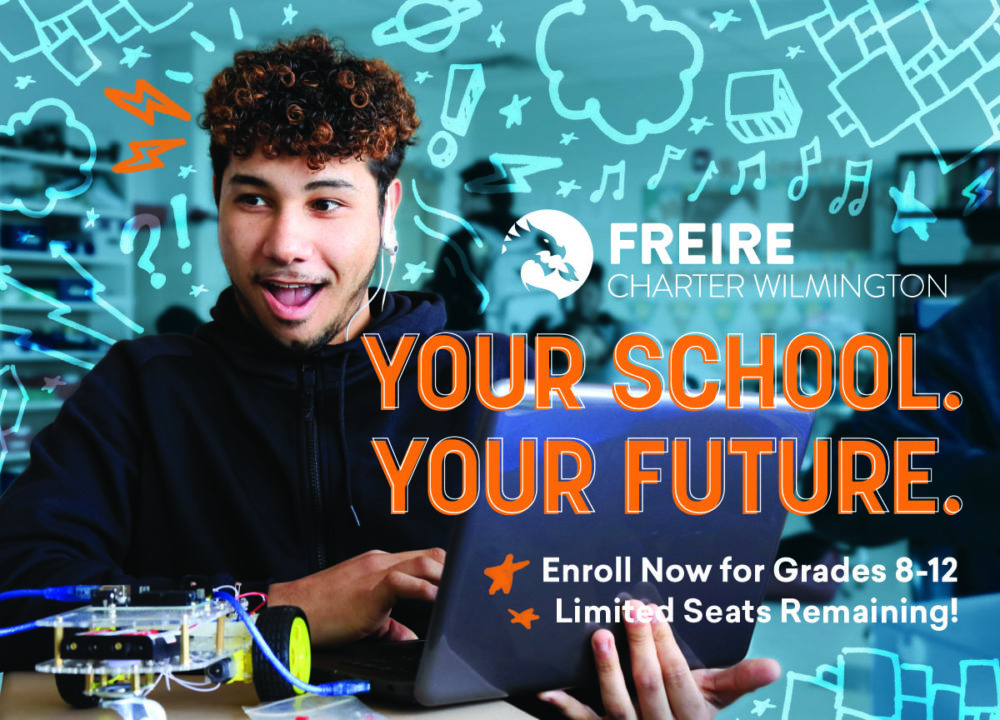 FREIRE
CHARTER WILMINGTON
YOUR SCHOOL.
YOUR FUTURE.
Enroll Now for Grades 8-12
Limited Seats Remaining!